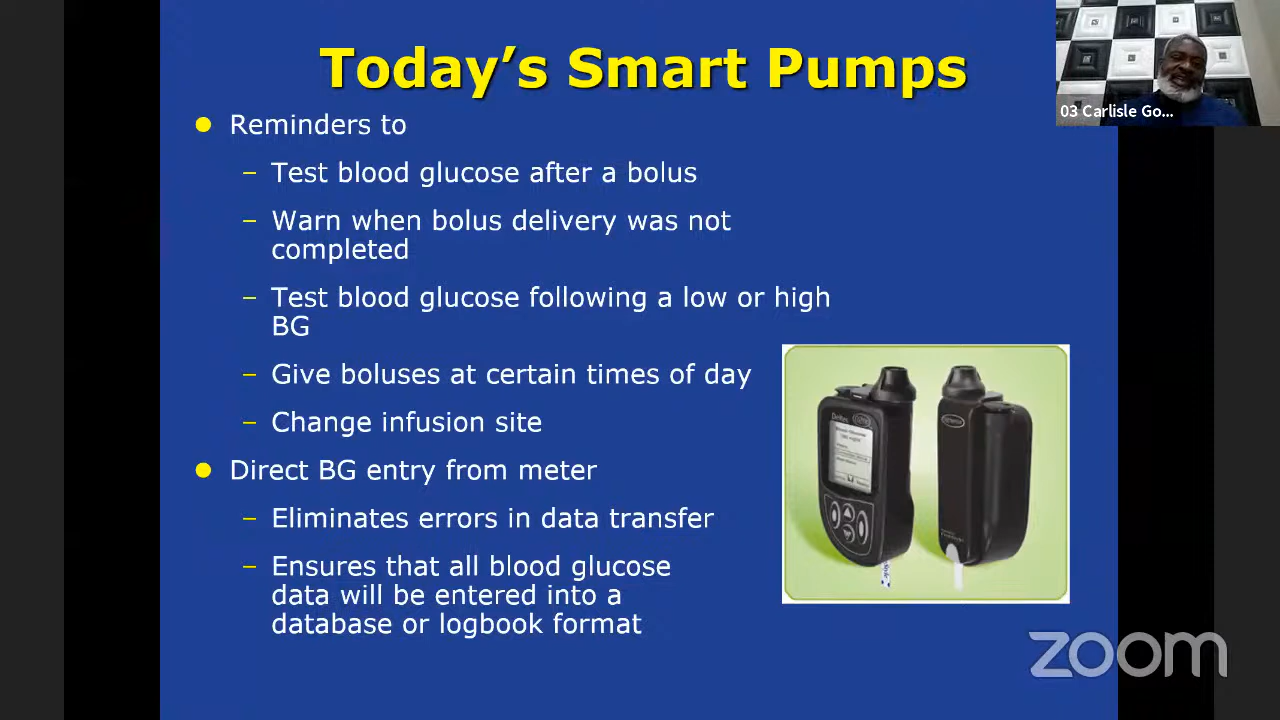 Today’s Smart Pumps
03 Carlisle Go...
● Reminders to
– Test blood glucose after a bolus
– Warn when bolus delivery was not
completed
– Test blood glucose following a low or high
BG
– Give boluses at certain times of day
– Change infusion site
● Direct BG entry from meter
– Eliminates errors in data transfer
– Ensures that all blood glucose
data will be entered into a
database or logbook format
Deltec
zoom